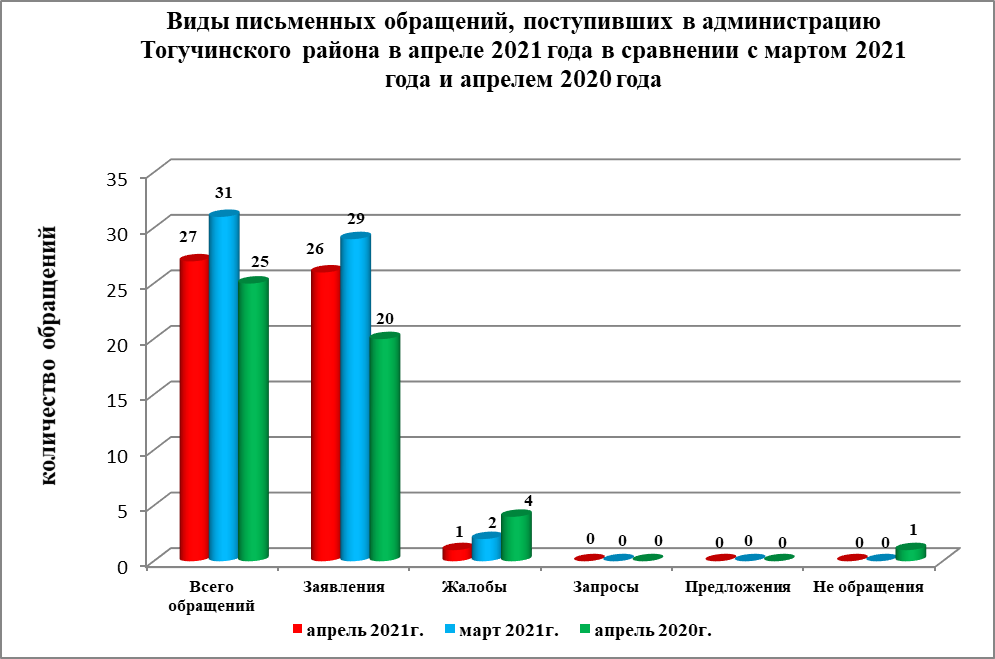 Виды письменных обращений, поступивших в администрацию
Тогучинского района в апреле 2021 года в сравнении с мартом 2021
года и апрелем 2020 года
количество обращений
35
30
25
20
15
10
5
0
27
31
25
26
29
20
1
2
4
0
0
0
0
0
0
0
0
1
Всего
обращений
Заявления
Жалобы
Запросы
Предложения
Не обращения
апрель 2021г.
март 2021г.
апрель 2020г.